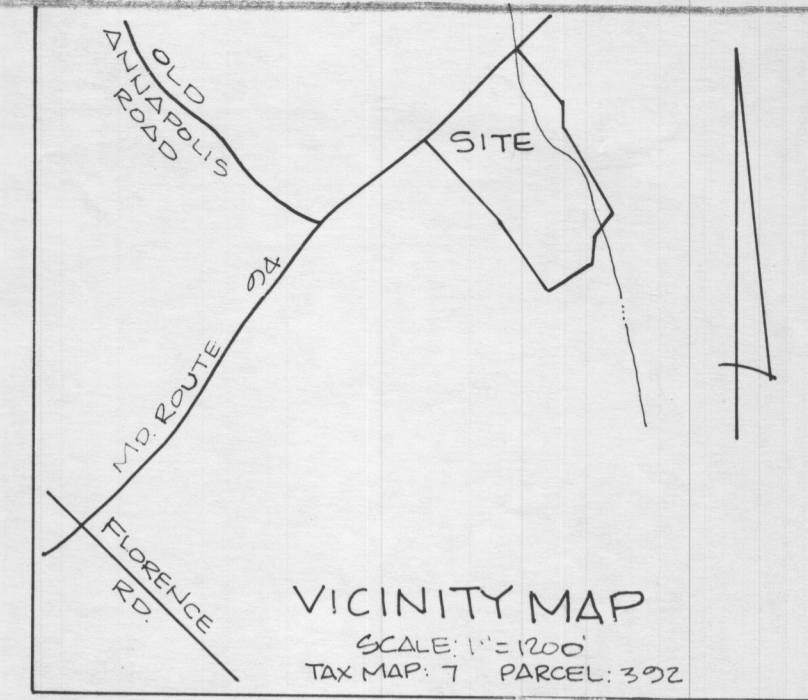 OLD
ANNAPOLIS
ROAD
SITE
MD. ROUTE 94
FLORENCE
RD.
VICINITY MAP
SCALE: 1"=1200'
TAX MAP: 7 PARCEL: 392